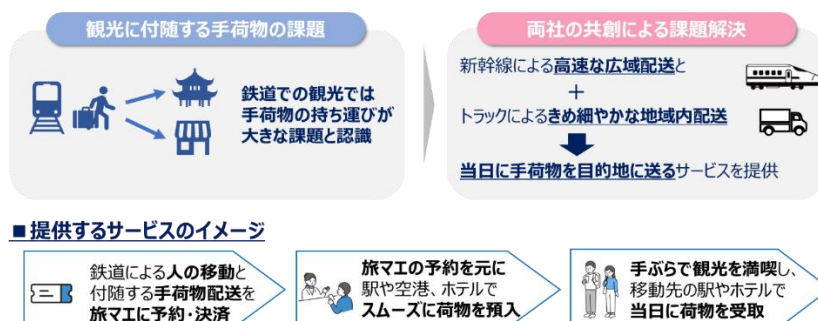 観光に付随する手荷物の課題
鉄道での観光では
手荷物の持ち運びが
大きな課題と認識
両社の共創による課題解決
新幹線による高速な広域配送と
＋
トラックによるきめ細やかな地域内配送
当日に手荷物を目的地に送るサービスを提供
■提供するサービスのイメージ
鉄道による人の移動と
付随する手荷物配送を
旅マエに予約・決済
旅マエの予約を元に
駅や空港、ホテルで
スムーズに荷物を預入
手ぶらで観光を満喫し、
移動先の駅やホテルで
当日に荷物を受取